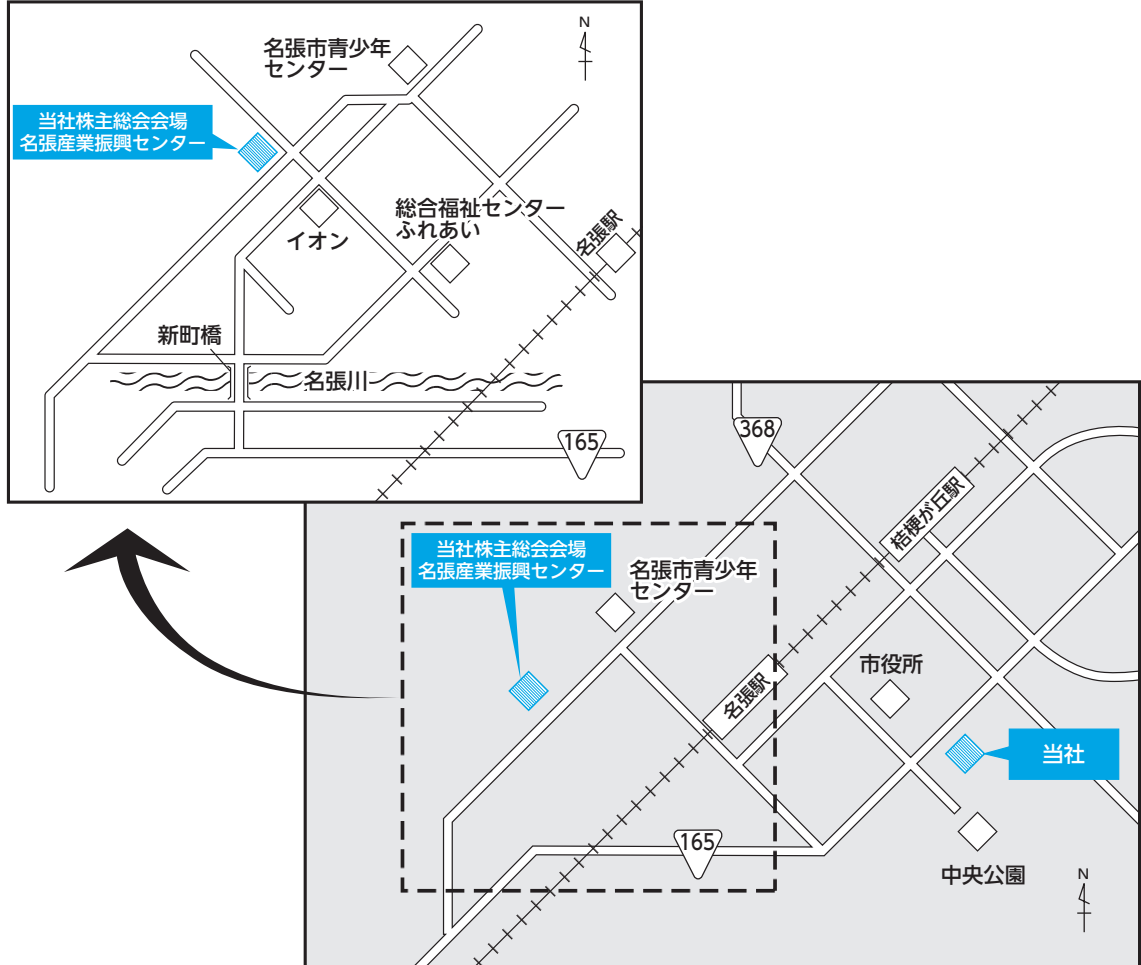 N
名張市青少年
センター
当社株主総会会場
名張産業振興センター
総合福祉センター
ふれあい
名張駅
イオン
新町橋
名張川
165
368
桔梗が丘駅
当社株主総会会場
名張産業振興センター
名張市青少年
センター
市役所
名張駅
当社
165
中央公園
N